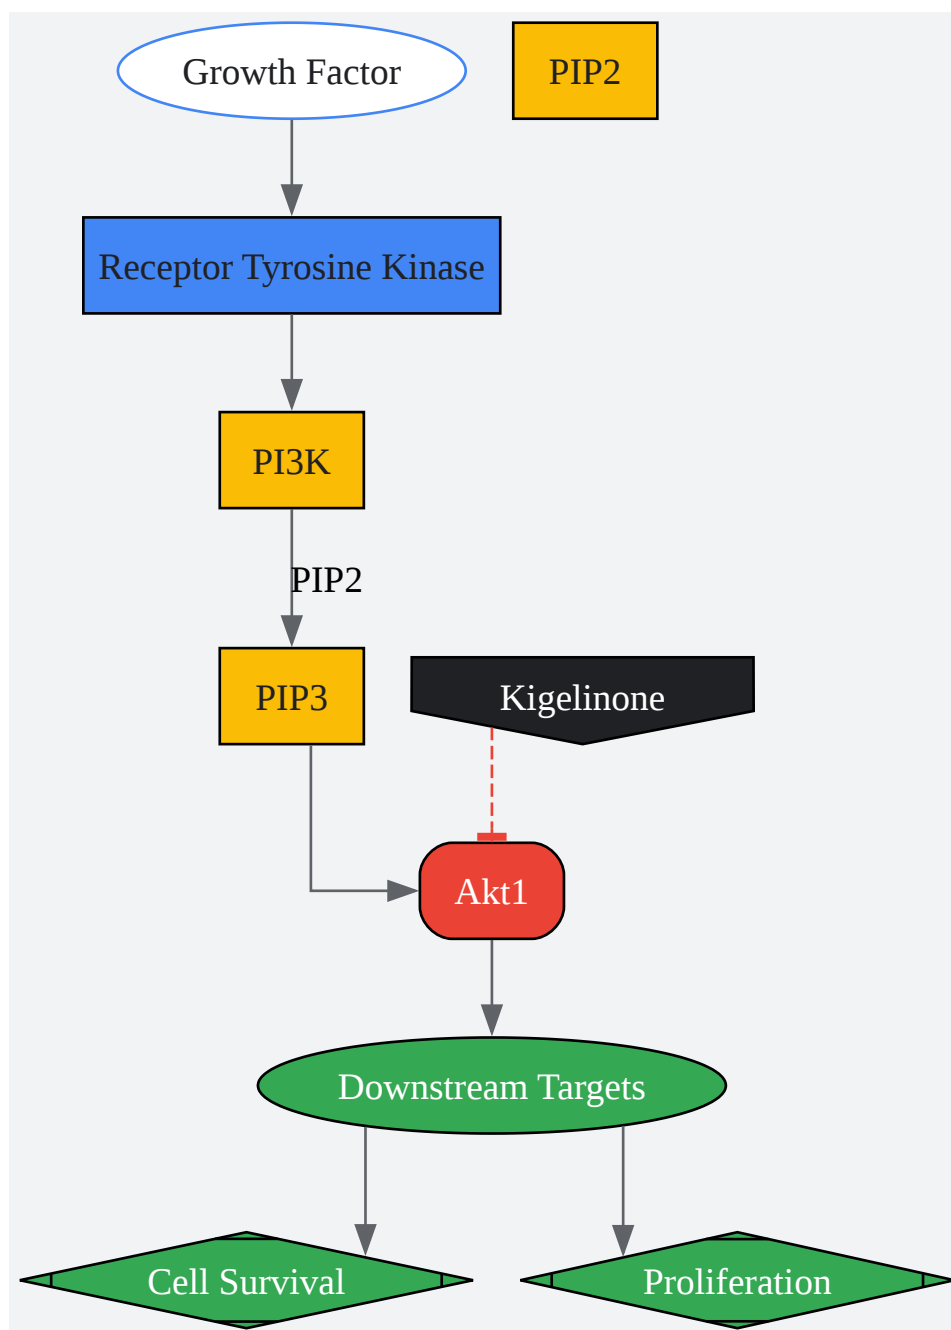 Growth Factor
PIP2
Receptor Tyrosine Kinase
PI3K
PIP2
PIP3
Kigelinone
Akt1
Downstream Targets
Cell Survival
Proliferation